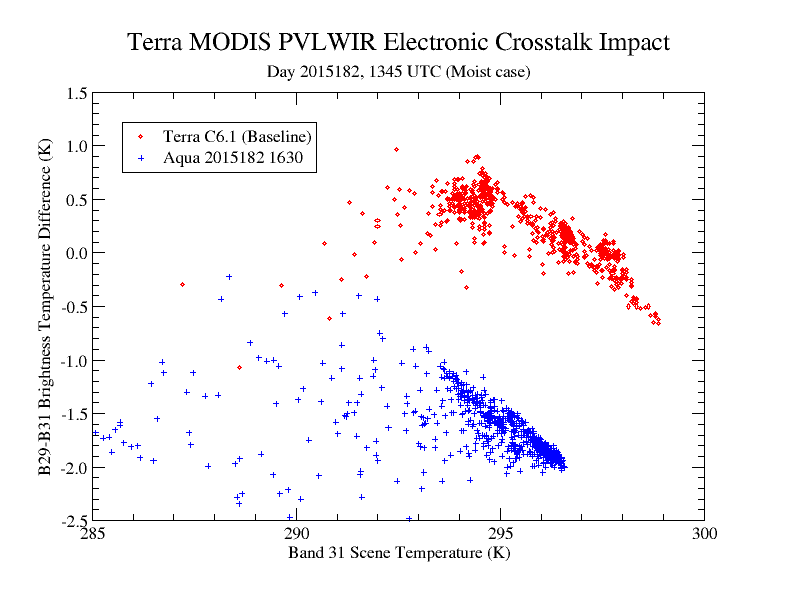 Terra MODIS PVLWIR Electronic Crosstalk Impact
Day 2015182, 1345 UTC (Moist case)
Terra C6.1 (Baseline)
Aqua 2015182 1630
B29-B31 Brightness Temperature Difference (K)
1.5
1.0
0.5
0.0
-0.5
-1.0
-1.5
-2.0
-2.5
285
290
295
300
Band 31 Scene Temperature (K)